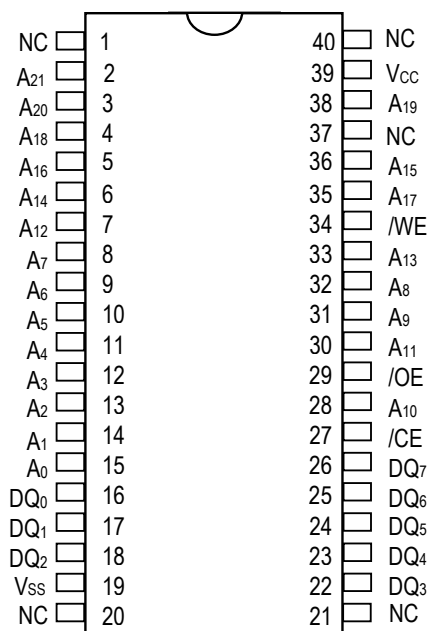 NC 1 40 NC
A21 2 39 VCC
A20 3 38 A19
A18 4 37 NC
A16 5 36 A15
A14 6 35 A17
A12 7 34 /WE
A7 8 33 A13
A6 9 32 A8
A5 10 31 A9
A4 11 30 A11
A3 12 29 /OE
A2 13 28 A10
A1 14 27 /CE
A0 15 26 DQ7
DQ0 16 25 DQ6
DQ1 17 24 DQ5
DQ2 18 23 DQ4
VSS 19 22 DQ3
NC 20 21 NC